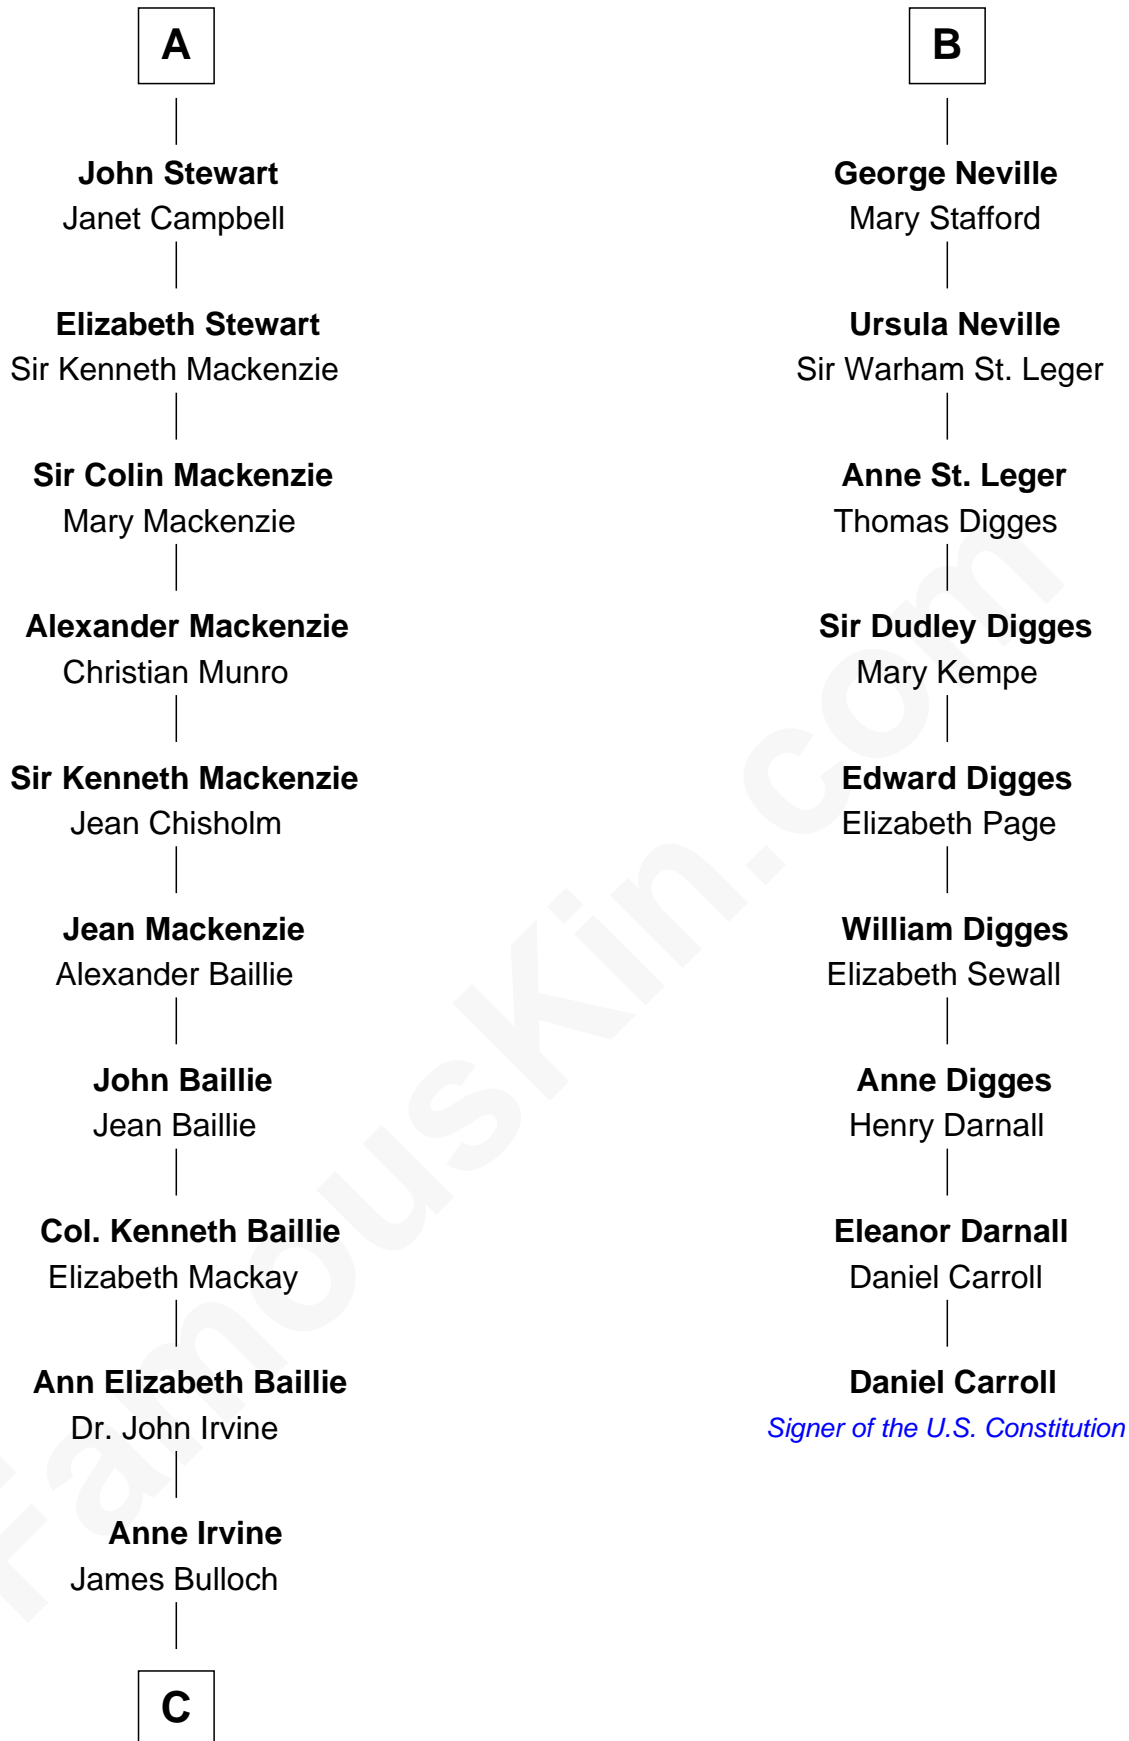 A
John Stewart
Janet Campbell
Elizabeth Stewart
Sir Kenneth Mackenzie
Sir Colin Mackenzie
Mary Mackenzie
Alexander Mackenzie
Christian Munro
Sir Kenneth Mackenzie
Jean Chisholm
Jean Mackenzie
Alexander Baillie
John Baillie
Jean Baillie
Col. Kenneth Baillie
Elizabeth Mackay
Ann Elizabeth Baillie
Dr. John Irvine
Anne Irvine
James Bulloch
C
B
George Neville
Mary Stafford
Ursula Neville
Sir Warham St. Leger
Anne St. Leger
Thomas Digges
Sir Dudley Digges
Mary Kempe
Edward Digges
Elizabeth Page
William Digges
Elizabeth Sewall
Anne Digges
Henry Darnall
Eleanor Darnall
Daniel Carroll
Daniel Carroll
Signer of the U.S. Constitution
FamousKin.com